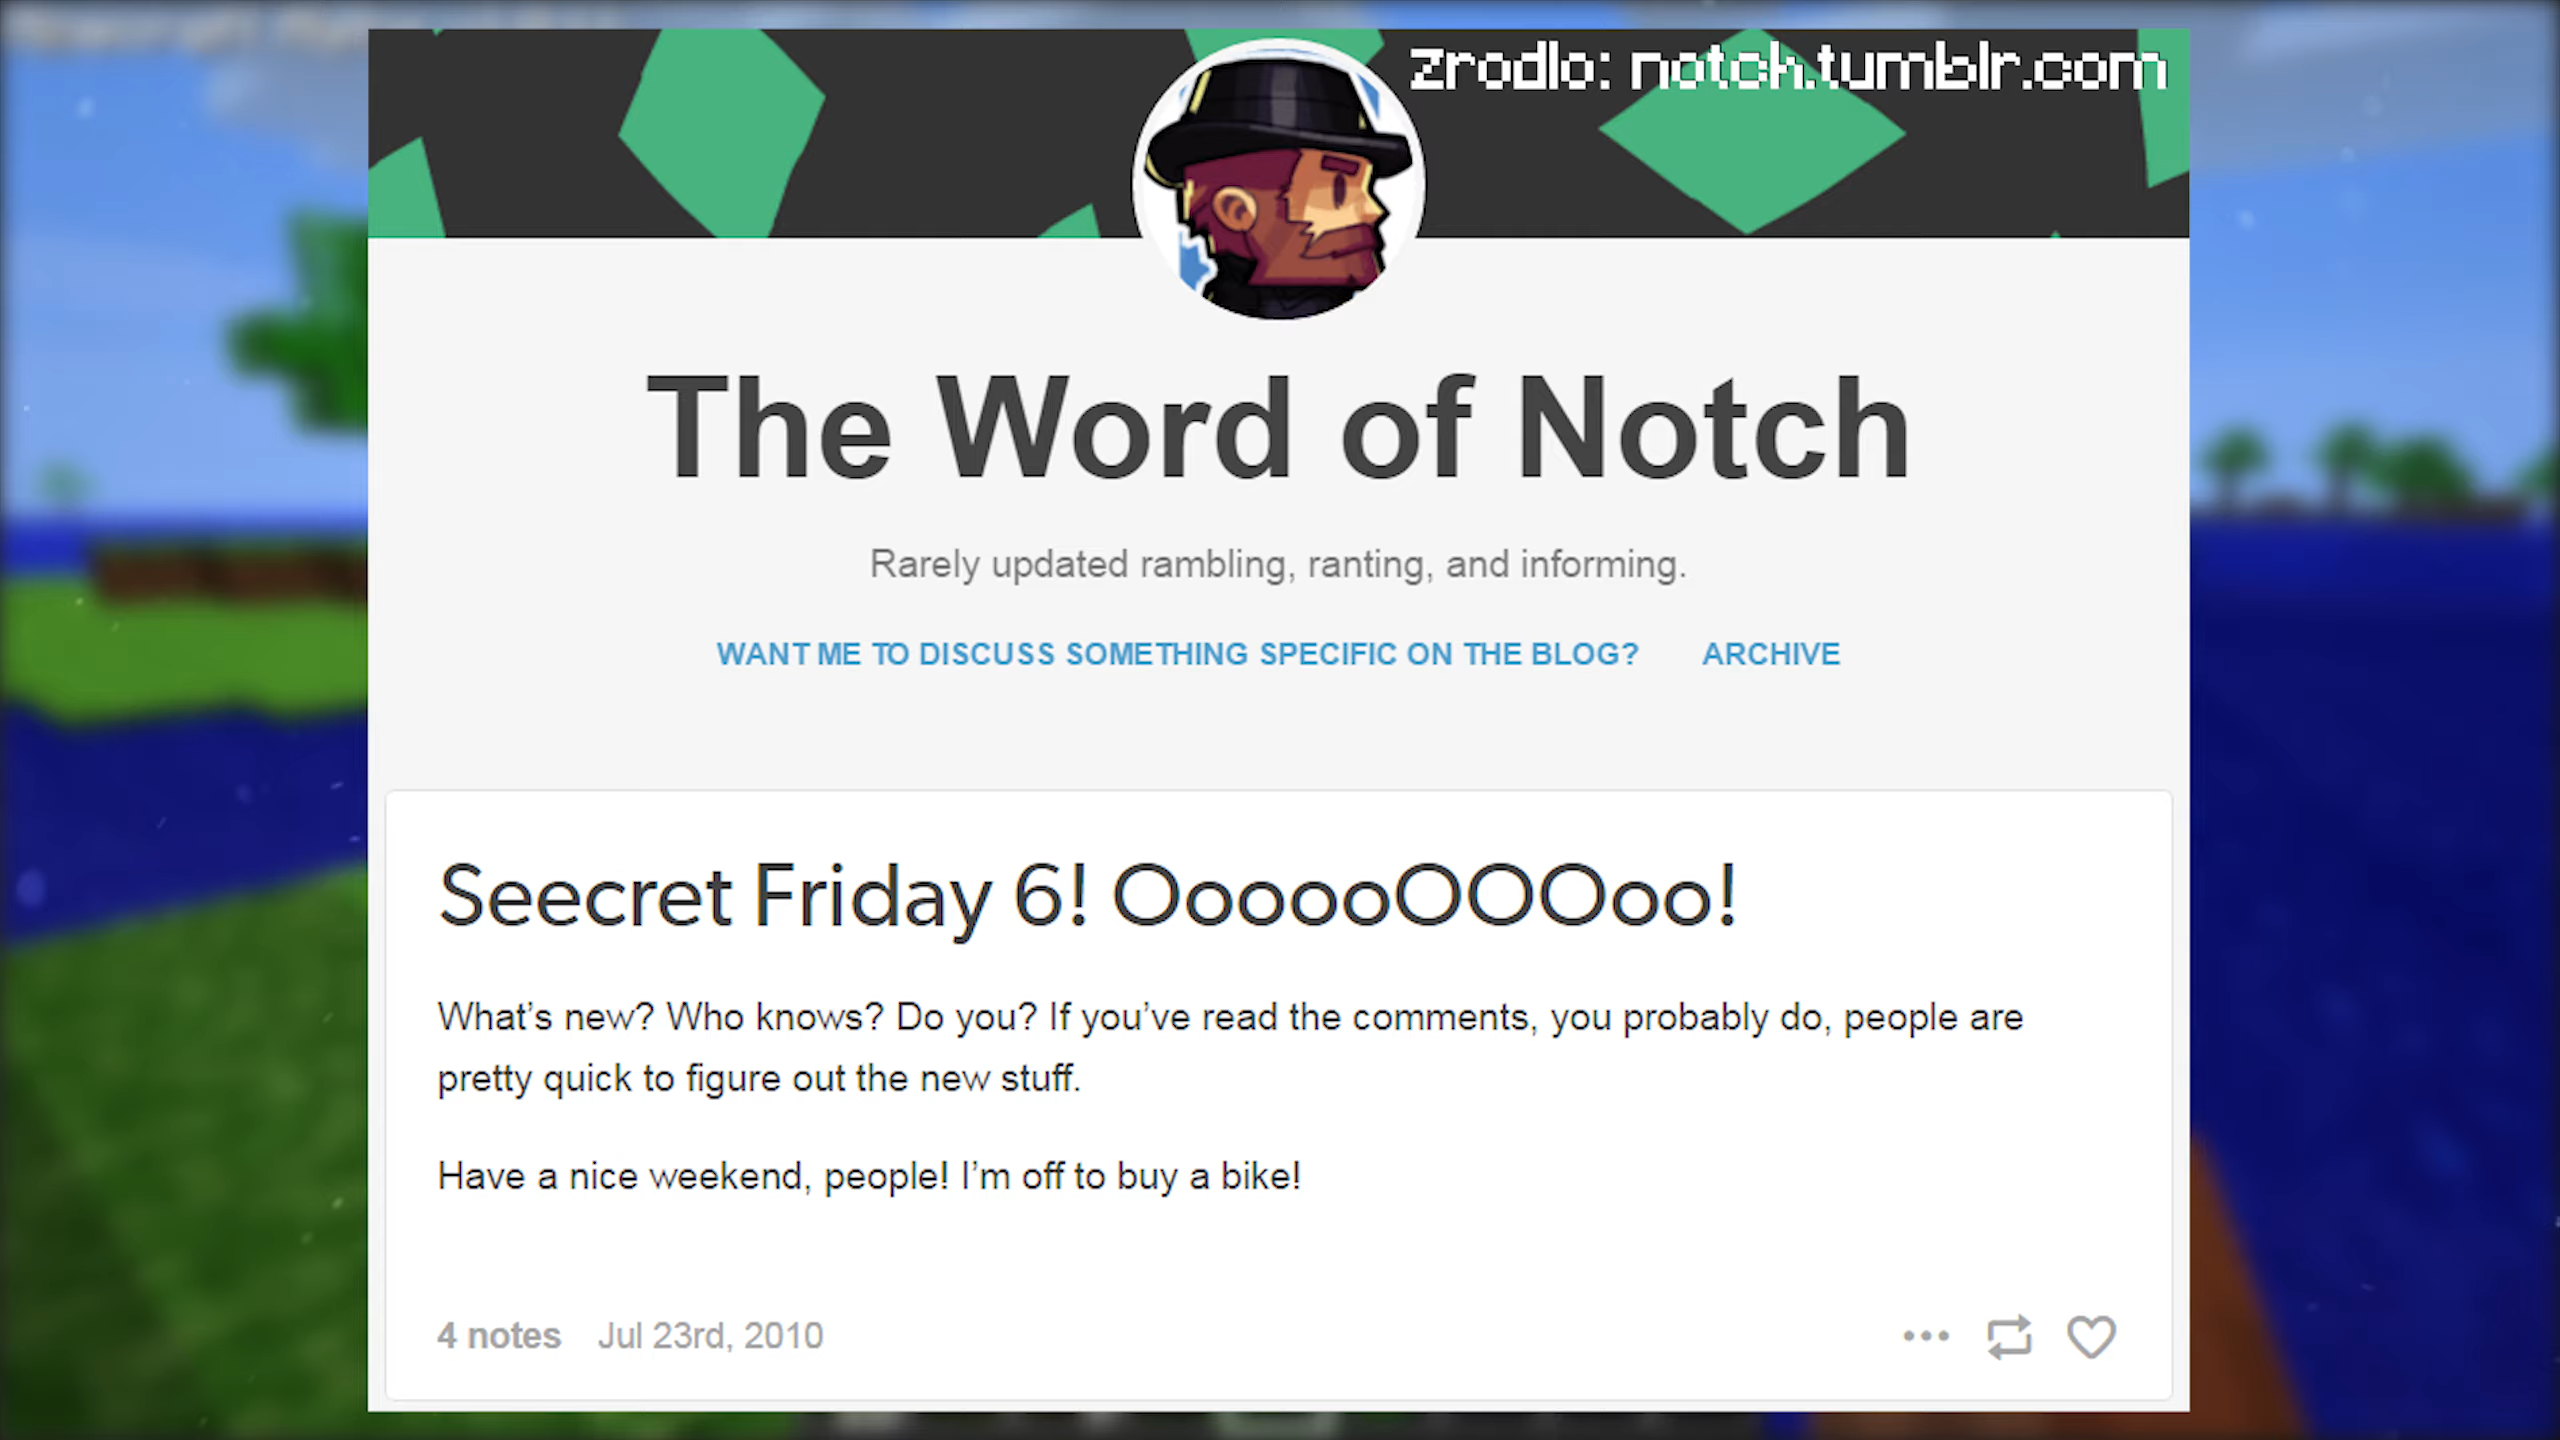 zrodlo: notch.tumblr.com
The Word of Notch
Rarely updated rambling, ranting, and informing.
WANT ME TO DISCUSS SOMETHING SPECIFIC ON THE BLOG? ARCHIVE
Seecret Friday 6! OooooOOOoo!
What's new? Who knows? Do you? If you've read the comments, you probably do, people are
pretty quick to figure out the new stuff.
Have a nice weekend, people! I'm off to buy a bike!
4 notes Jul 23rd, 2010